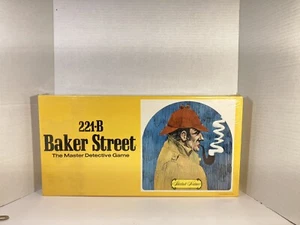 221-B
Baker Street
The Master Detective Game